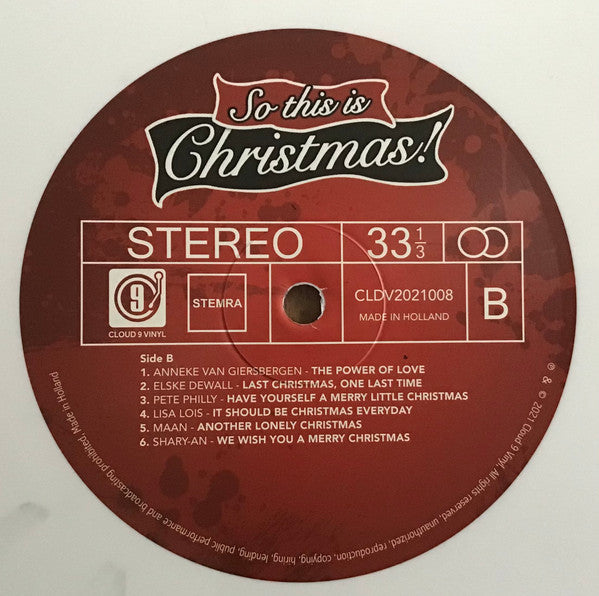 So this is
Christmas!
STEREO
33 1/3
9
CLOUD 9 VINYL
STEMRA
CLDV2021008
MADE IN HOLLAND
B
Side B
1. ANNEKE VAN GIERSBERGEN - THE POWER OF LOVE
2. ELSKE DEWALL - LAST CHRISTMAS, ONE LAST TIME
3. PETE PHILLY - HAVE YOURSELF A MERRY LITTLE CHRISTMAS
4. LISA LOIS - IT SHOULD BE CHRISTMAS EVERYDAY
5. MAAN - ANOTHER LONELY CHRISTMAS
6. SHARY-AN - WE WISH YOU A MERRY CHRISTMAS
℗ & © 2021 Cloud 9 Vinyl. All rights reserved, unauthorized, reproduction, copying, hiring, lending, public performance and broadcasting prohibited. Made in Holland